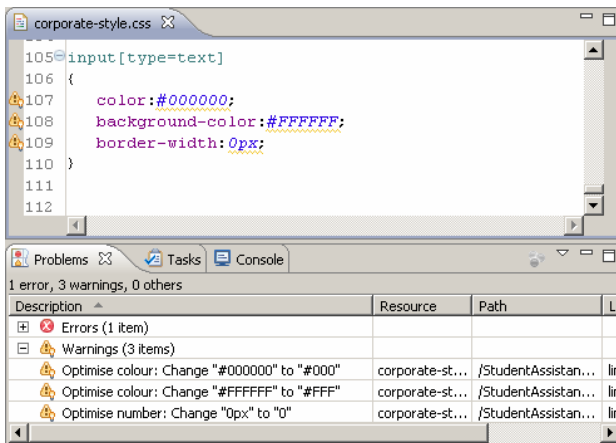 corporate-style.css
105 input[type=text]
106 {
107 color:#000000;
108 background-color:#FFFFFF;
109 border-width:0px;
110 }
111
112
Problems Tasks Console
1 error, 3 warnings, 0 others
Description Resource Path
Errors (1 item)
Warnings (3 items)
Optimise colour: Change "#000000" to "#000" corporate-st... /StudentAssistan...
Optimise colour: Change "#FFFFFF" to "#FFF" corporate-st... /StudentAssistan...
Optimise number: Change "0px" to "0" corporate-st... /StudentAssistan...